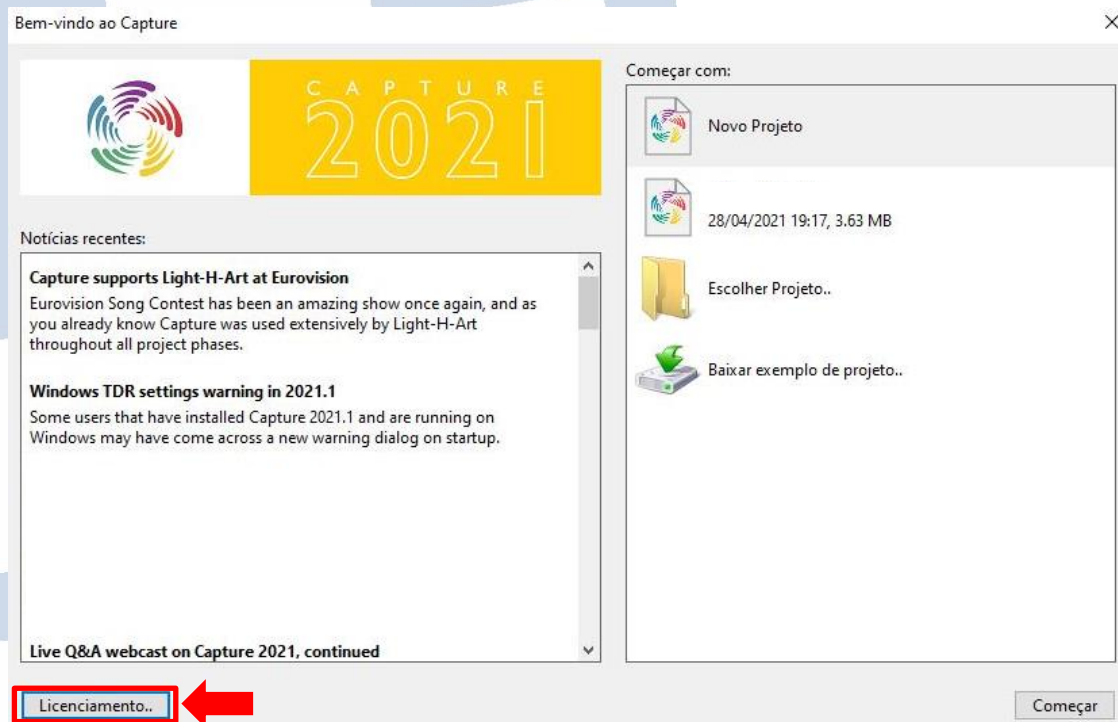 Bem-vindo ao Capture
CAPTURE
2021
Notícias recentes:
Capture supports Light-H-Art at Eurovision
Eurovision Song Contest has been an amazing show once again, and as
you already know Capture was used extensively by Light-H-Art
throughout all project phases.
Windows TDR settings warning in 2021.1
Some users that have installed Capture 2021.1 and are running on
Windows may have come across a new warning dialog on startup.
Live Q&A webcast on Capture 2021, continued
Licenciamento..
Começar com:
Novo Projeto
28/04/2021 19:17, 3.63 MB
Escolher Projeto..
Baixar exemplo de projeto..
Começar